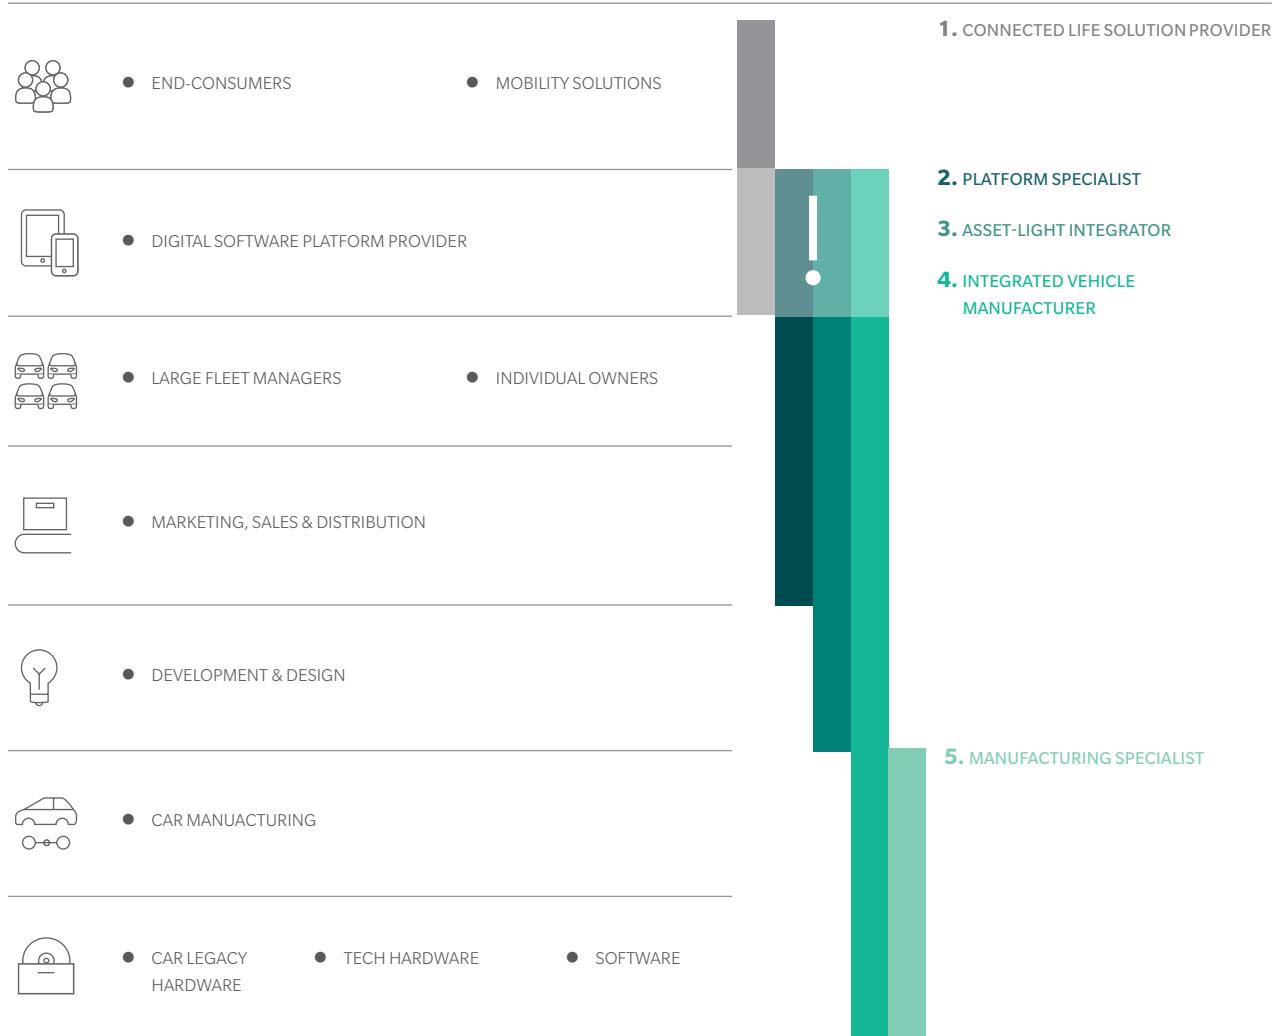 1. CONNECTED LIFE SOLUTION PROVIDER
● END-CONSUMERS ● MOBILITY SOLUTIONS
2. PLATFORM SPECIALIST
3. ASSET-LIGHT INTEGRATOR
● DIGITAL SOFTWARE PLATFORM PROVIDER
!
4. INTEGRATED VEHICLE
MANUFACTURER
● LARGE FLEET MANAGERS ● INDIVIDUAL OWNERS
● MARKETING, SALES & DISTRIBUTION
● DEVELOPMENT & DESIGN
5. MANUFACTURING SPECIALIST
● CAR MANUACTURING
● CAR LEGACY
HARDWARE
● TECH HARDWARE ● SOFTWARE